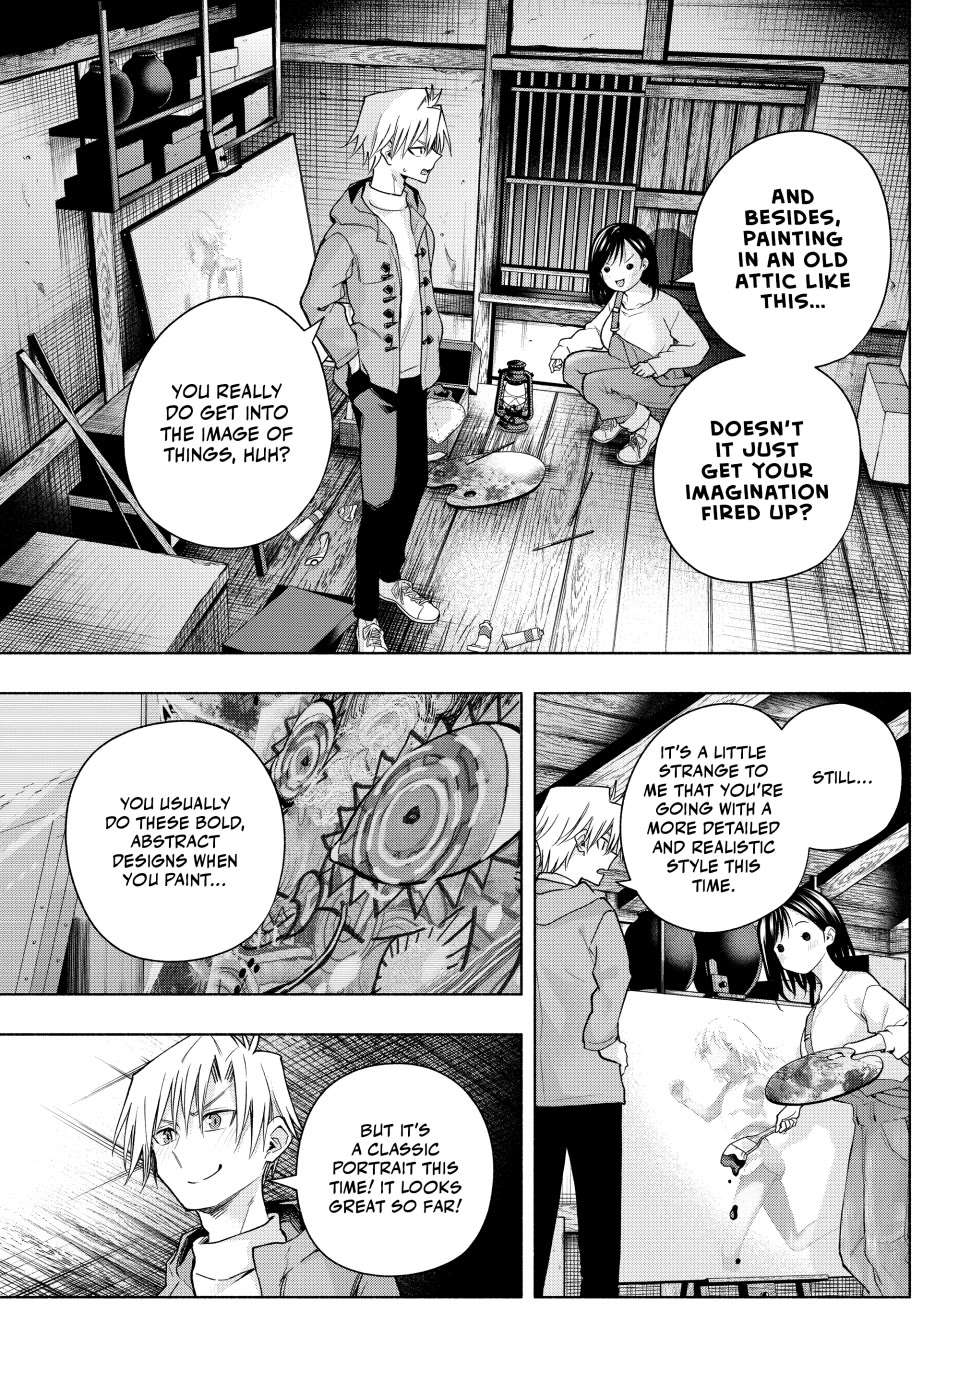 AND
BESIDES,
PAINTING
IN AN OLD
ATTIC LIKE
THIS...
DOESN'T
IT JUST
GET YOUR
IMAGINATION
FIRED UP?
YOU REALLY
DO GET INTO
THE IMAGE OF
THINGS, HUH?
STILL...
IT'S A LITTLE
STRANGE TO
ME THAT YOU'RE
GOING WITH A
MORE DETAILED
AND REALISTIC
STYLE THIS
TIME.
YOU USUALLY
DO THESE BOLD,
ABSTRACT
DESIGNS WHEN
YOU PAINT...
BUT IT'S
A CLASSIC
PORTRAIT THIS
TIME! IT LOOKS
GREAT SO FAR!